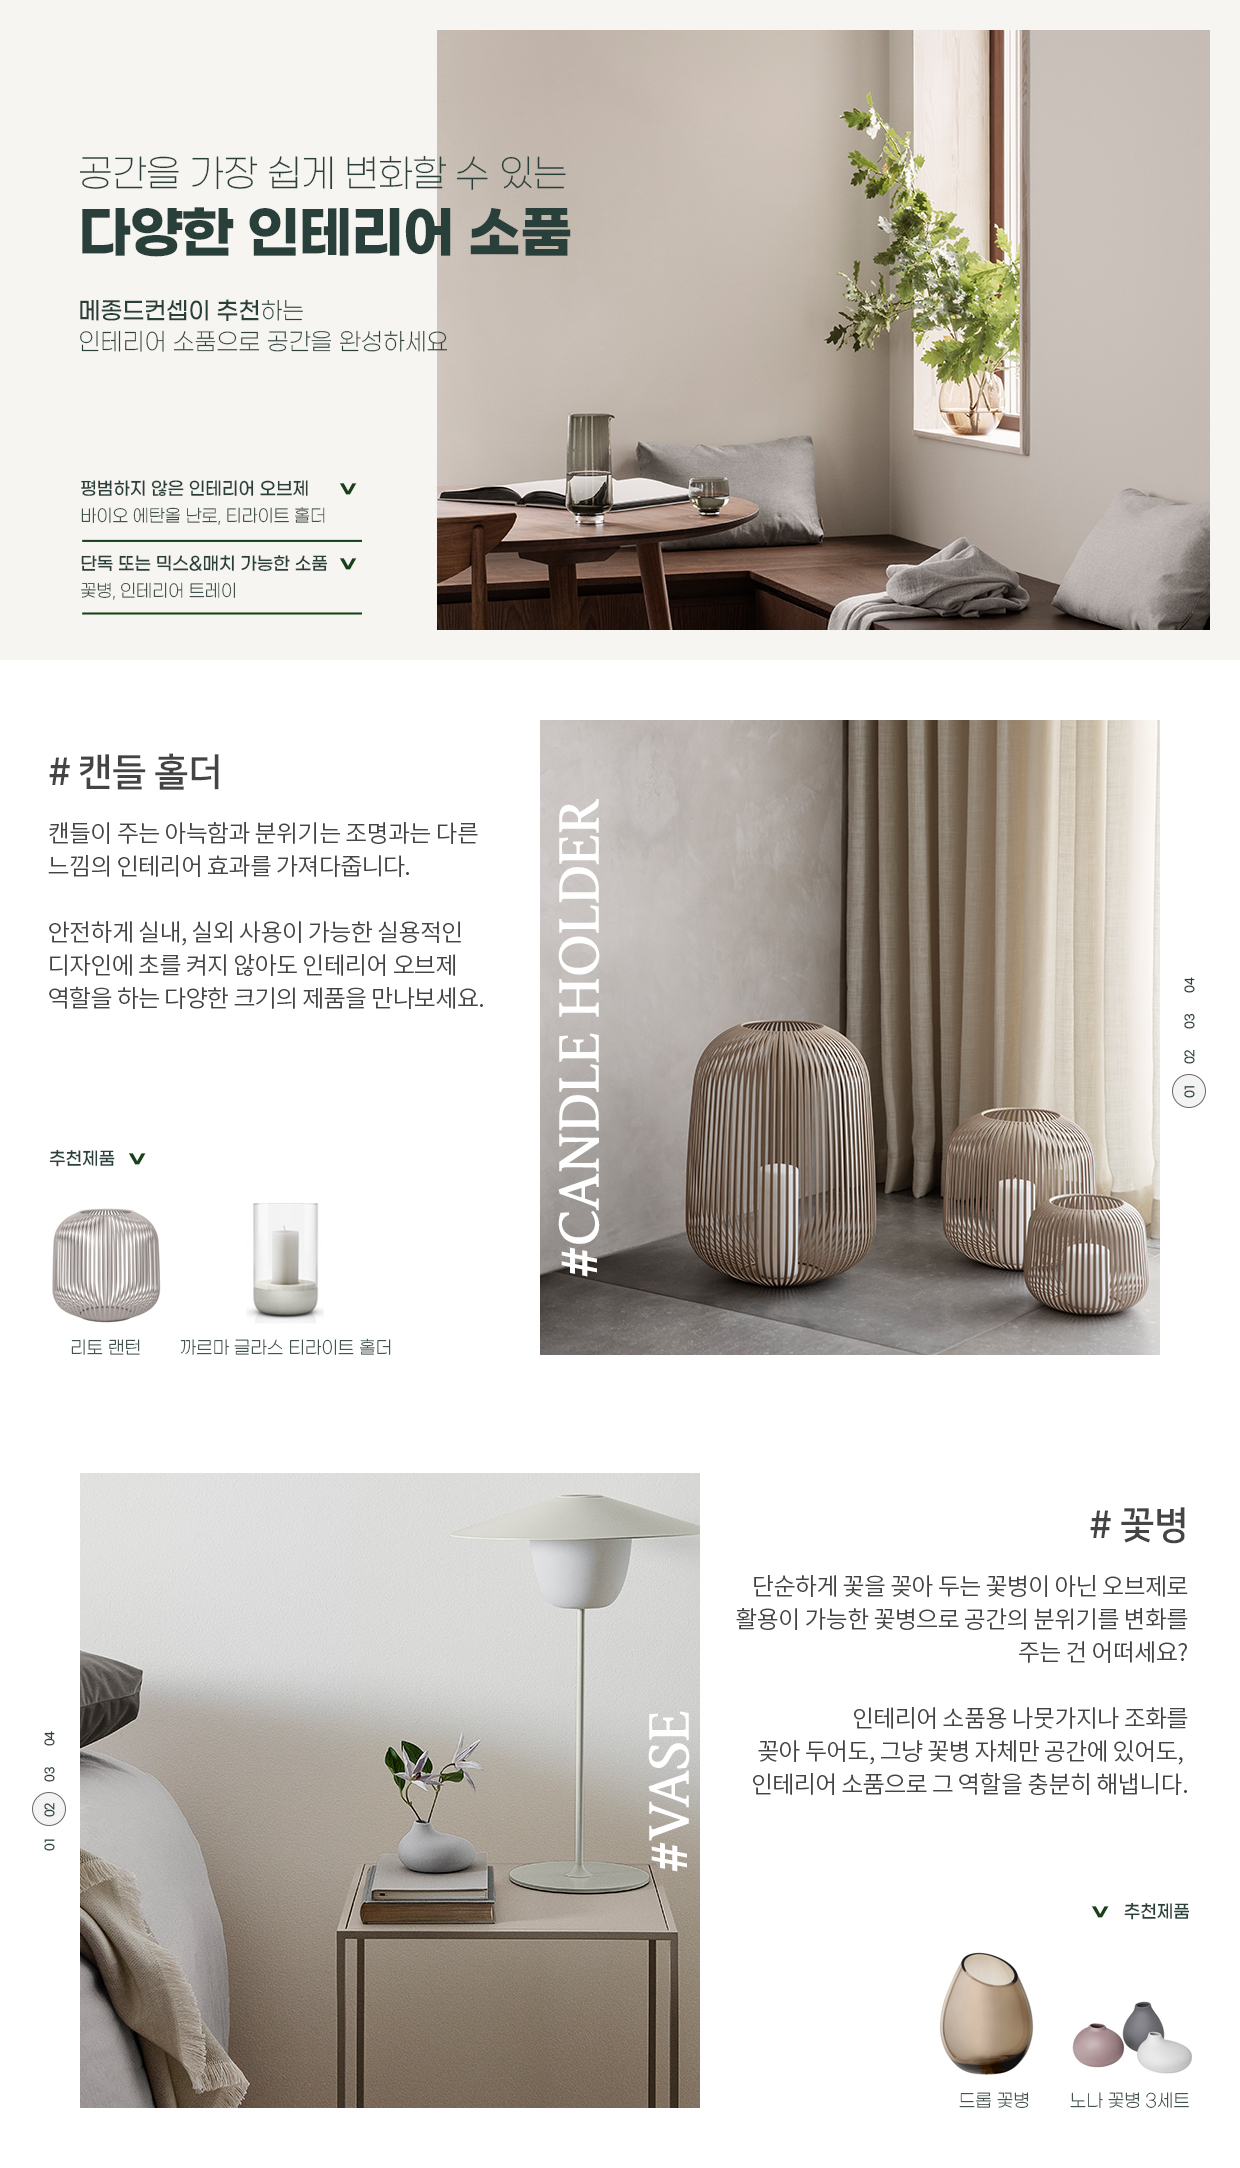 공간을 가장 쉽게 변화할 수 있는
다양한 인테리어 소품
메종드컨셉이 추천하는
인테리어 소품으로 공간을 완성하세요
평범하지 않은 인테리어 오브제
바이오 에탄올 난로, 티라이트 홀더
단독 또는 믹스&매치 가능한 소품
꽃병, 인테리어 트레이
# 캔들 홀더
캔들이 주는 아늑함과 분위기는 조명과는 다른
느낌의 인테리어 효과를 가져다줍니다.
안전하게 실내, 실외 사용이 가능한 실용적인
디자인에 초를 켜지 않아도 인테리어 오브제
역할을 하는 다양한 크기의 제품을 만나보세요.
추천제품
리토 랜턴
까르마 글라스 티라이트 홀더
#CANDLE HOLDER
01 02 03 04
# 꽃병
단순하게 꽃을 꽂아 두는 꽃병이 아닌 오브제로
활용이 가능한 꽃병으로 공간의 분위기를 변화를
주는 건 어떠세요?
인테리어 소품용 나뭇가지나 조화를
꽂아 두어도, 그냥 꽃병 자체만 공간에 있어도,
인테리어 소품으로 그 역할을 충분히 해냅니다.
#VASE
01 02 03 04
추천제품
드롭 꽃병
노나 꽃병 3세트